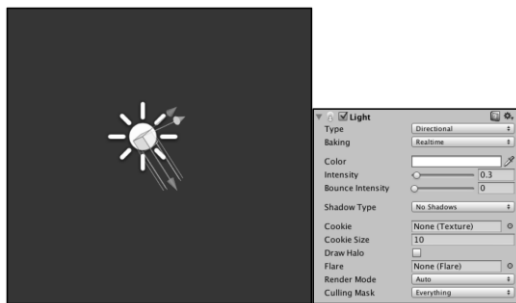 Light
Type Directional
Baking Realtime
Color
Intensity 0.3
Bounce Intensity 0
Shadow Type No Shadows
Cookie None (Texture)
Cookie Size 10
Draw Halo
Flare None (Flare)
Render Mode Auto
Culling Mask Everything